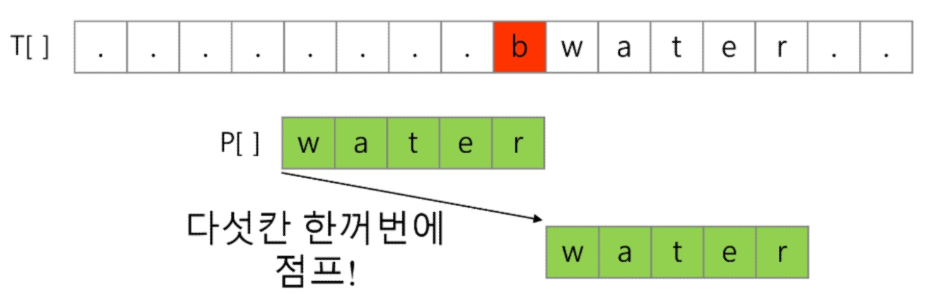 T[ ] . . . . . . . . b w a t e r . .
P[ ] w a t e r
다섯칸 한꺼번에
점프!
w a t e r